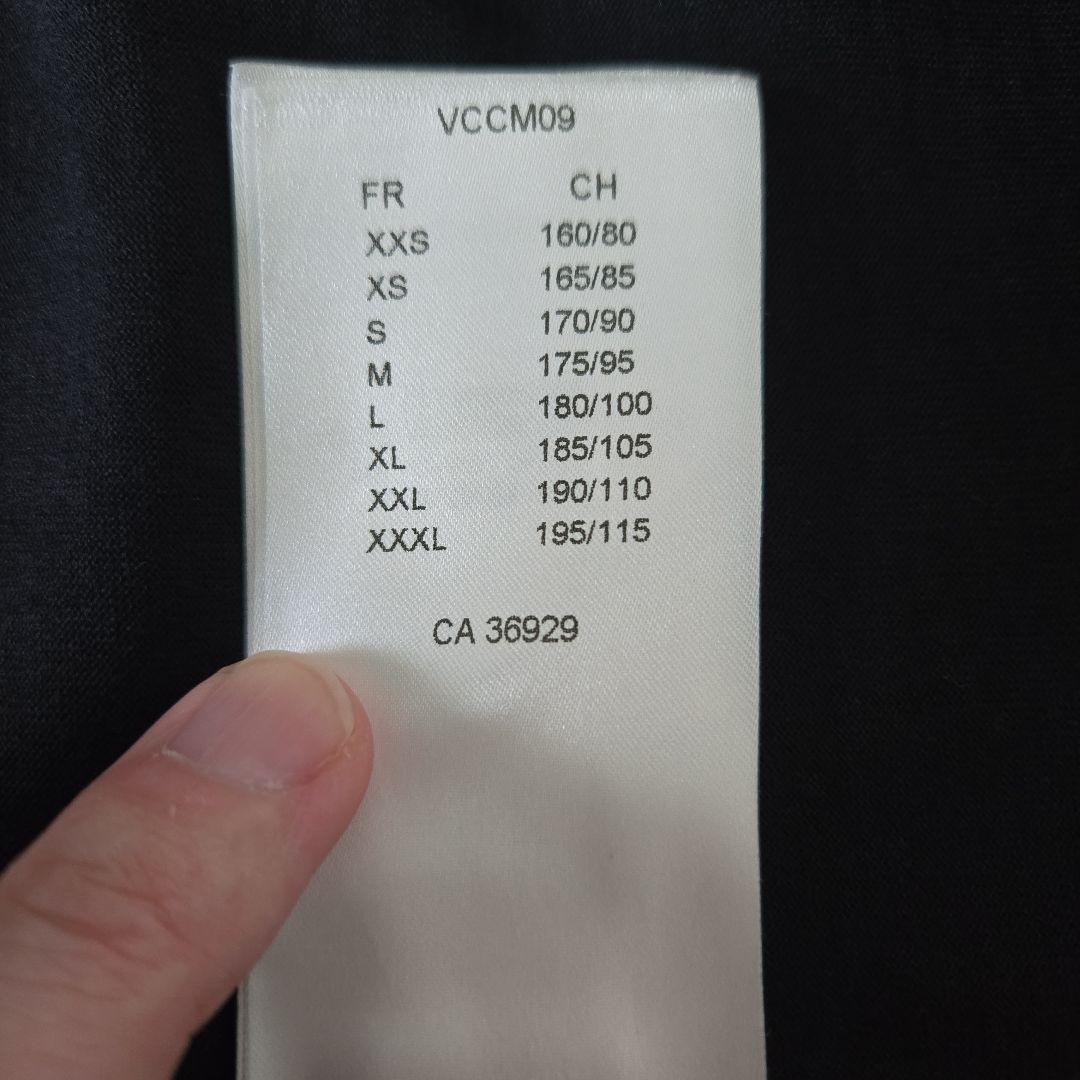 VCCM09
FR CH
XXS 160/80
XS 165/85
S 170/90
M 175/95
L 180/100
XL 185/105
XXL 190/110
XXXL 195/115
CA 36929